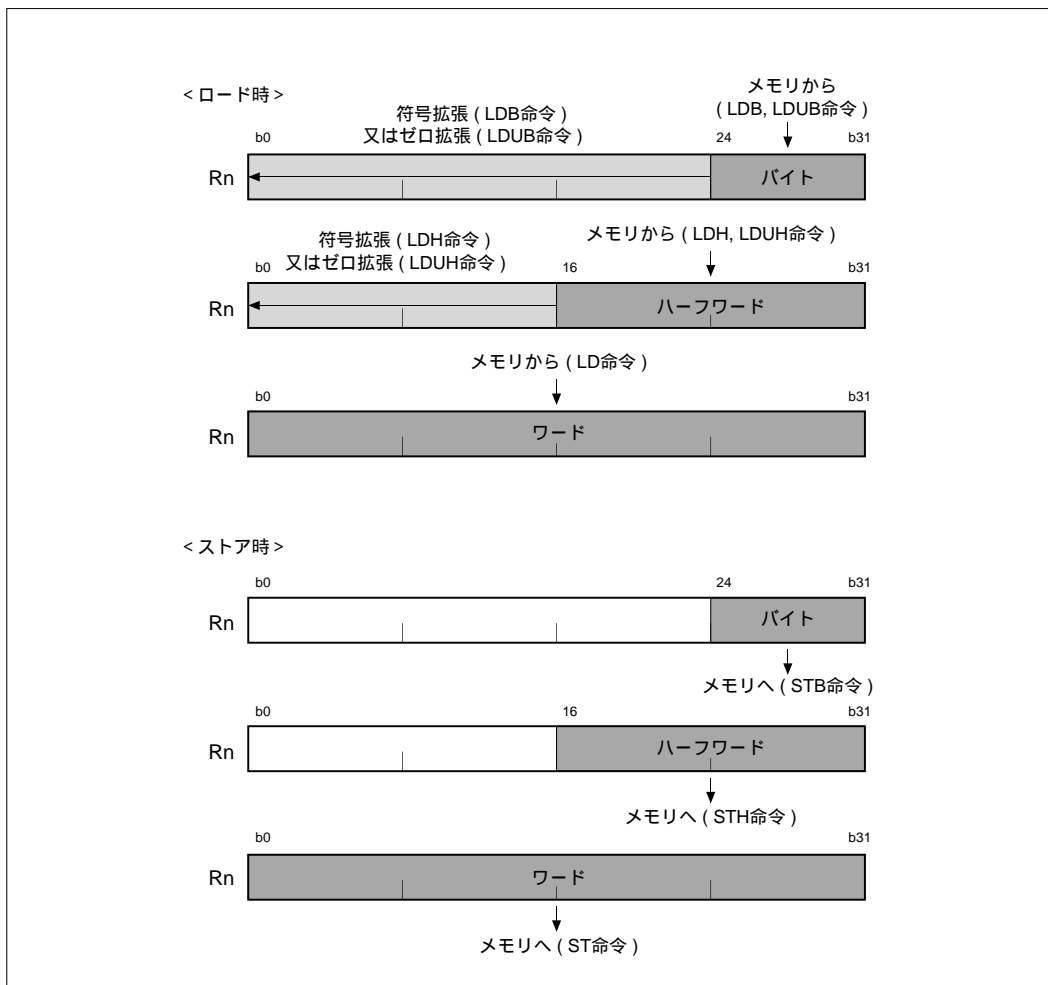 < ロード時 >
メモリから
( LDB, LDUB命令 )
符号拡張 ( LDB命令 )
又はゼロ拡張 ( LDUB命令 )
b0 24 b31
Rn バイト
符号拡張 ( LDH命令 )
又はゼロ拡張 ( LDUH命令 )
メモリから ( LDH, LDUH命令 )
b0 16 b31
Rn ハーフワード
メモリから ( LD命令 )
b0 b31
Rn ワード
< ストア時 >
b0 24 b31
Rn バイト
メモリへ ( STB命令 )
b0 16 b31
Rn ハーフワード
メモリへ ( STH命令 )
b0 b31
Rn ワード
メモリへ ( ST命令 )